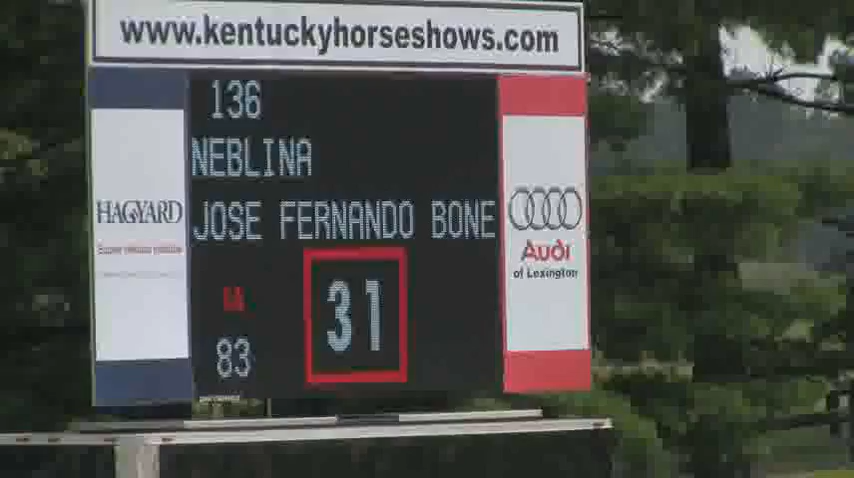 www.kentuckyhorseshows.com
136
NEBLINA
HAGYARD
JOSE FERNANDO BONE
Audi
of Lexington
31
83